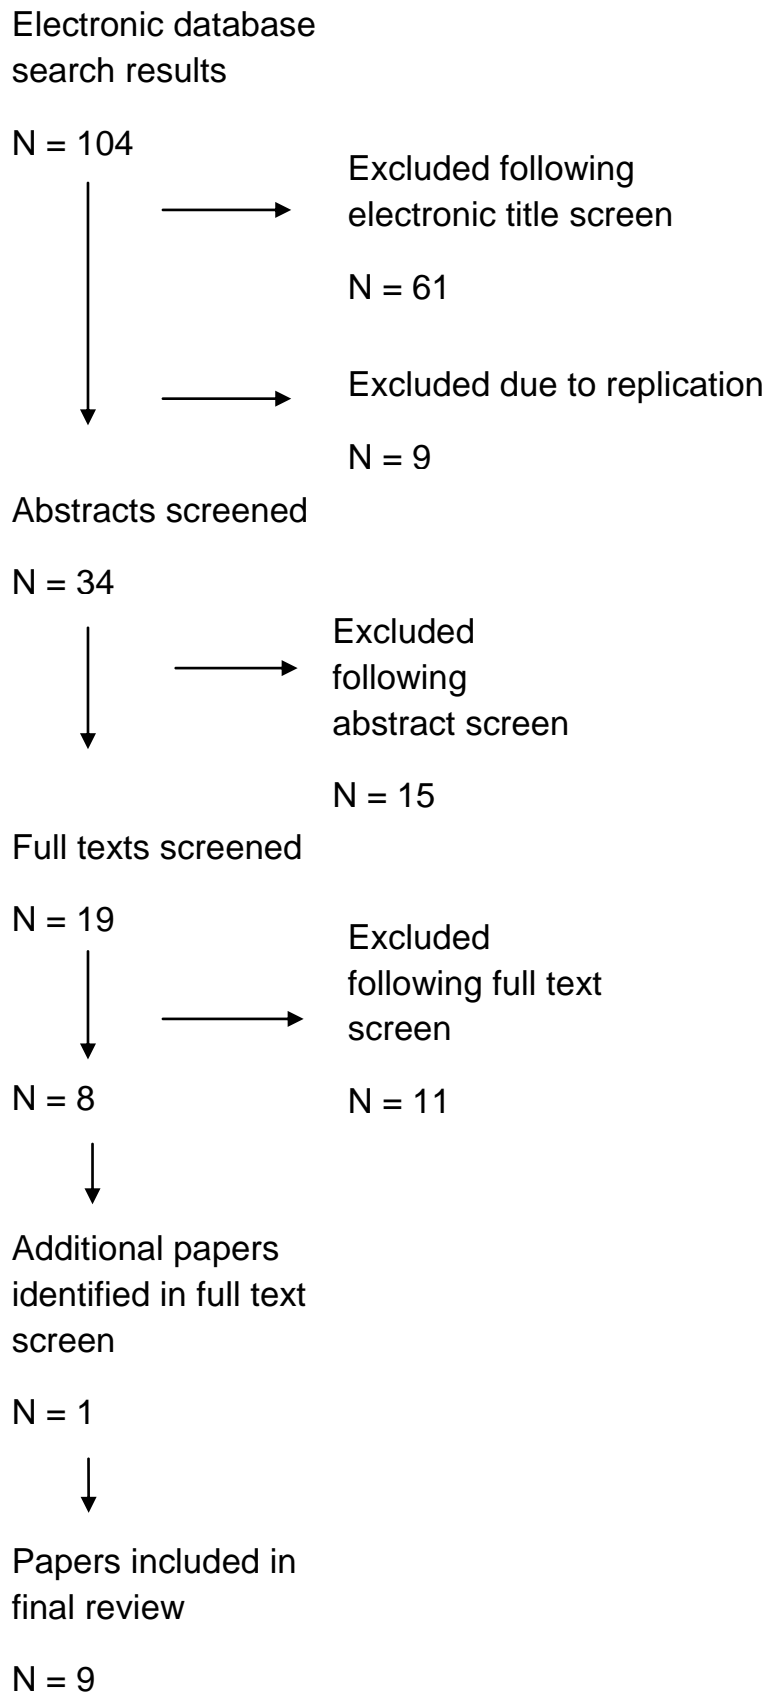 Electronic database
search results
N = 104
Excluded following
electronic title screen
N = 61
Excluded due to replication
N = 9
Abstracts screened
N = 34
Excluded
following
abstract screen
N = 15
Full texts screened
N = 19
Excluded
following full text
screen
N = 11
N = 8
Additional papers
identified in full text
screen
N = 1
Papers included in
final review
N = 9